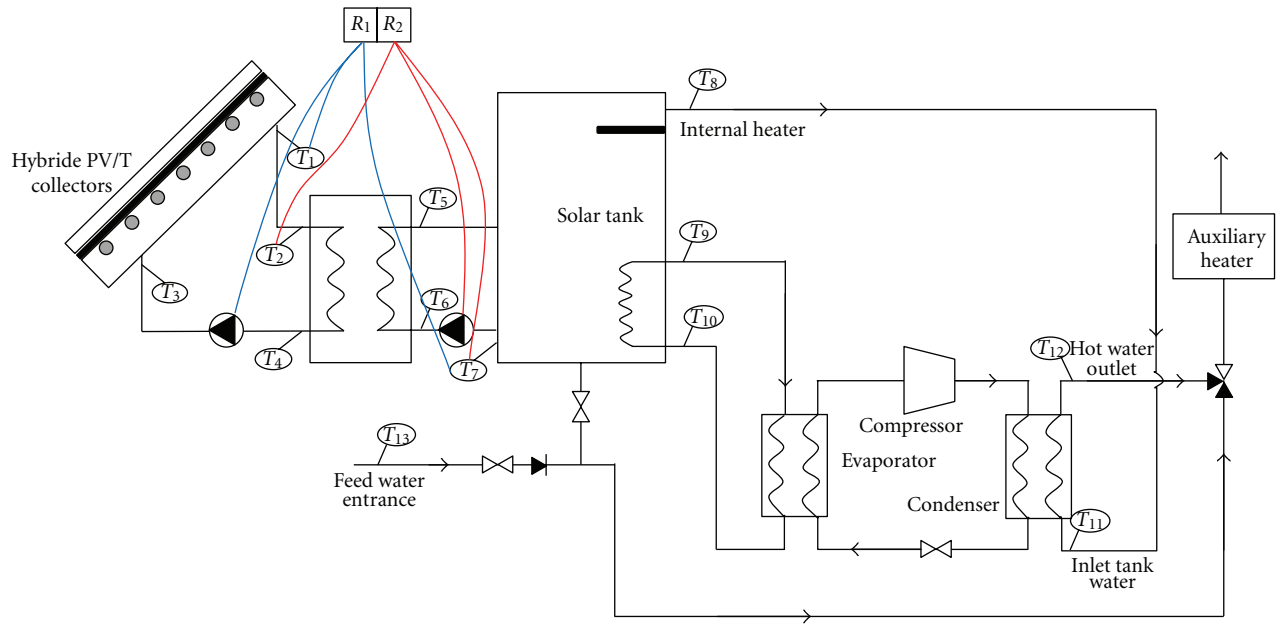 R1 R2
T8
Internal heater
Hybride PV/T
collectors
T1
T5
Solar tank
T2
T9
Auxiliary
heater
T3
T6
T10
T4
T7
T12
Hot water
outlet
Compressor
T13
Evaporator
Feed water
entrance
Condenser
T11
Inlet tank
water